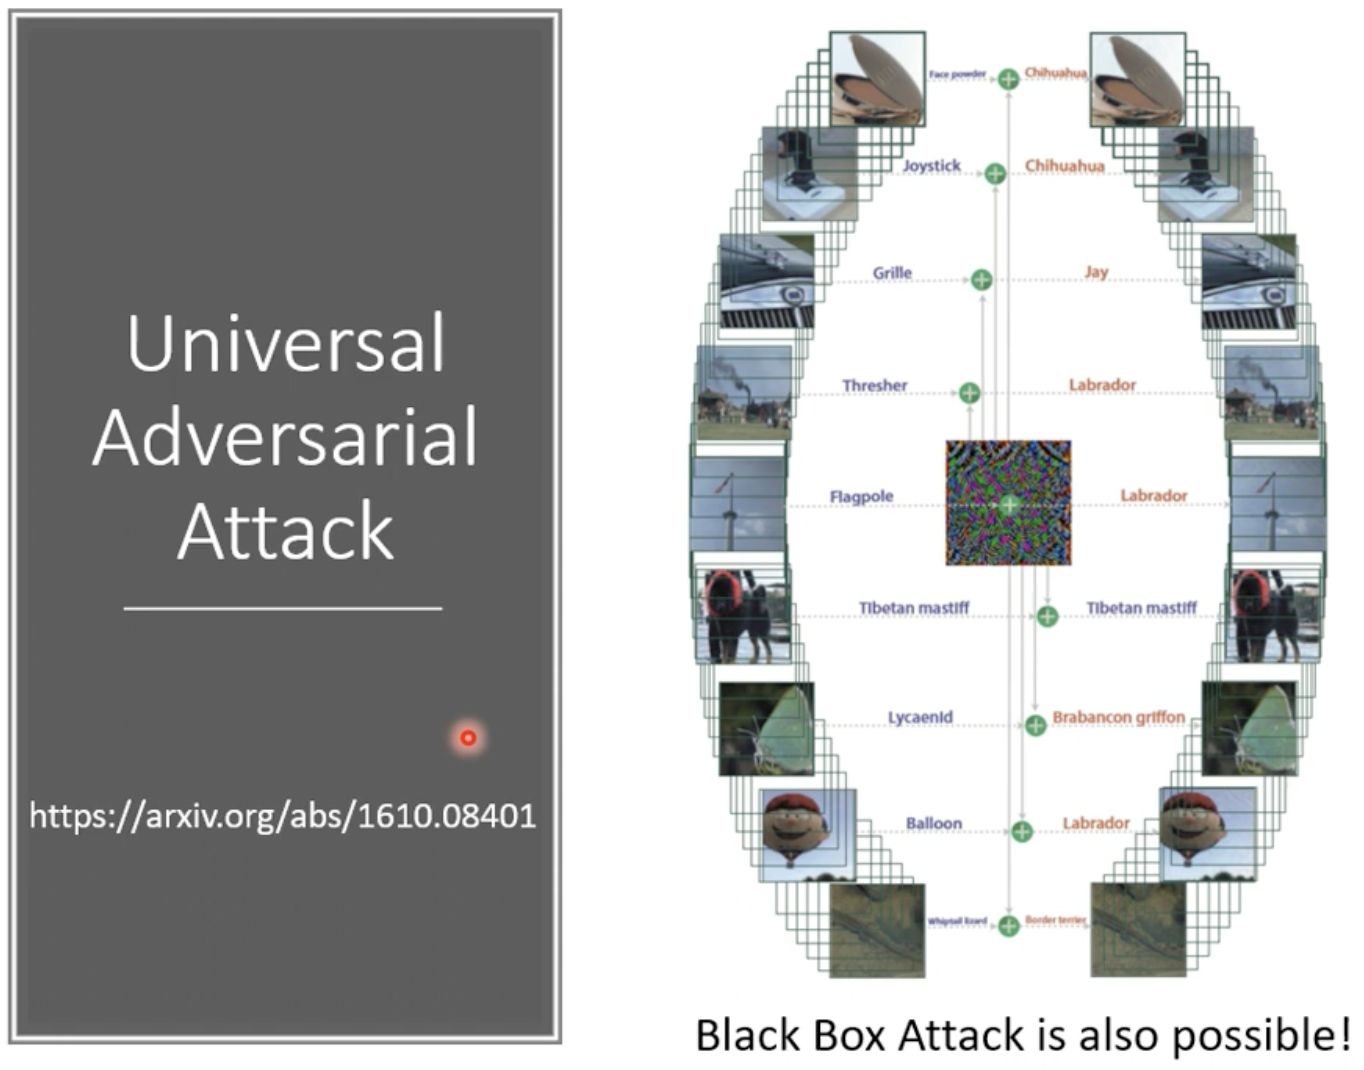 Universal
Adversarial
Attack
https://arxiv.org/abs/1610.08401
Face powder Chihuahua
Joystick Chihuahua
Grille Jay
Thresher Labrador
Flagpole Labrador
Tibetan mastiff Tibetan mastiff
Lycaenid Brabancon griffon
Balloon Labrador
Whiptail lizard Border terrier
Black Box Attack is also possible!